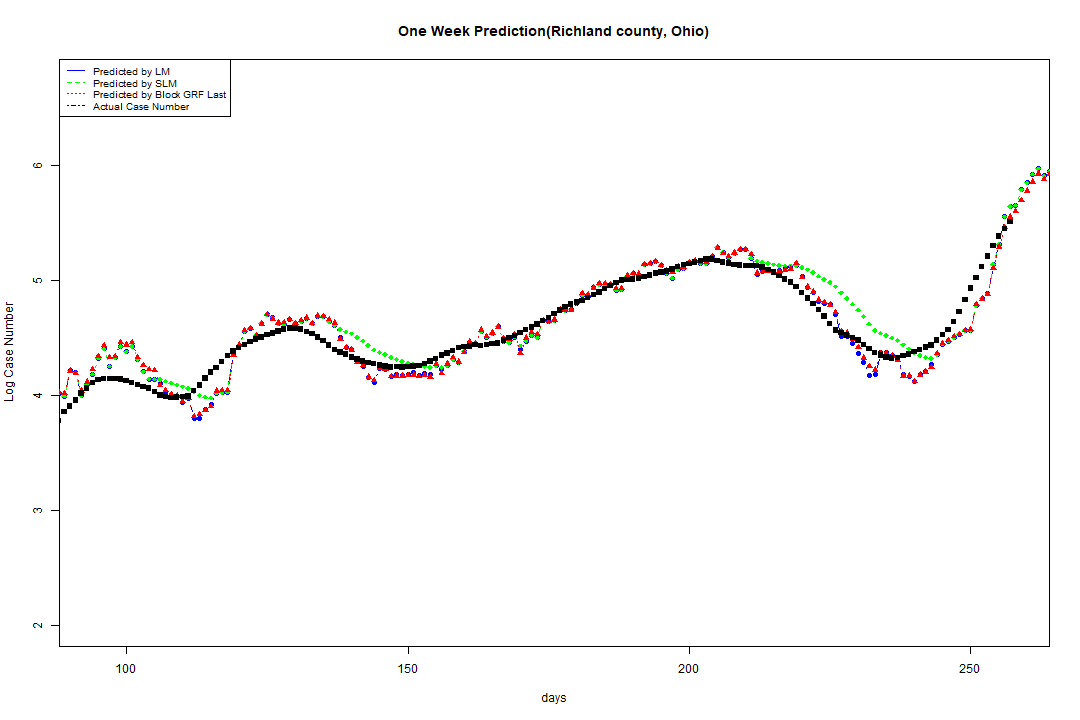 One Week Prediction(Richland county, Ohio)
Predicted by LM
Predicted by SLM
Predicted by Block GRF Last
Actual Case Number
6
5
4
3
2
Log Case Number
100
150
200
250
days